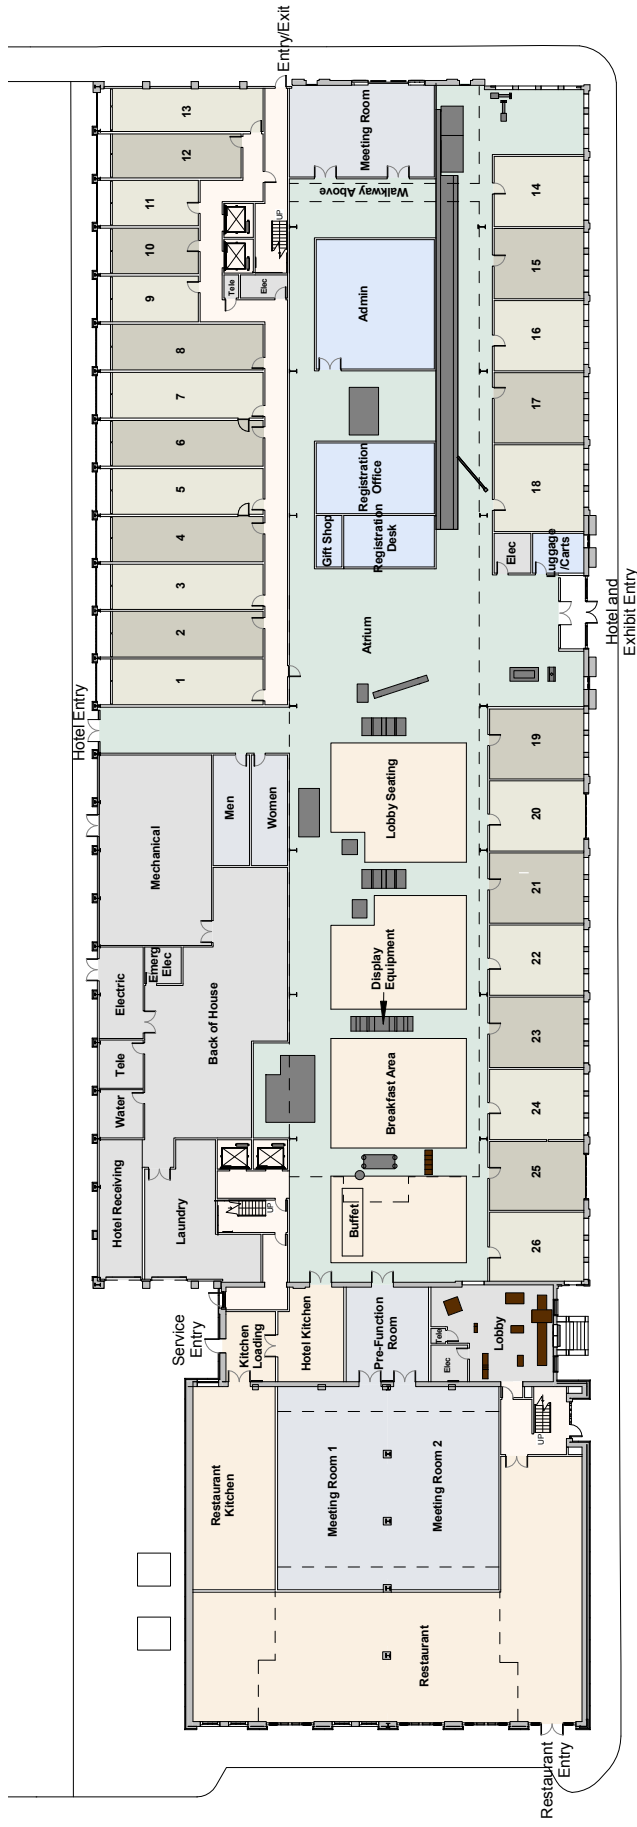 Entry/Exit
13
12
11
10
9
8
7
6
5
4
3
2
1
Tele
Elec
UP
Meeting Room
Walkway Above
Admin
Registration
Office
Gift Shop
Registration
Desk
Atrium
14
15
16
17
18
Elec
Luggage
/Carts
Hotel and
Exhibit Entry
Hotel Entry
Men
Women
Mechanical
Lobby Seating
19
20
21
22
23
24
25
26
Display
Equipment
Electric
Emerg
Elec
Back of House
Tele
Water
Breakfast Area
Hotel Receiving
Laundry
UP
Buffet
Service
Entry
Kitchen
Loading
Hotel Kitchen
Pre-Function
Room
Tele
Elec
Lobby
UP
Restaurant
Kitchen
Meeting Room 1
Meeting Room 2
Restaurant
Restaurant
Entry